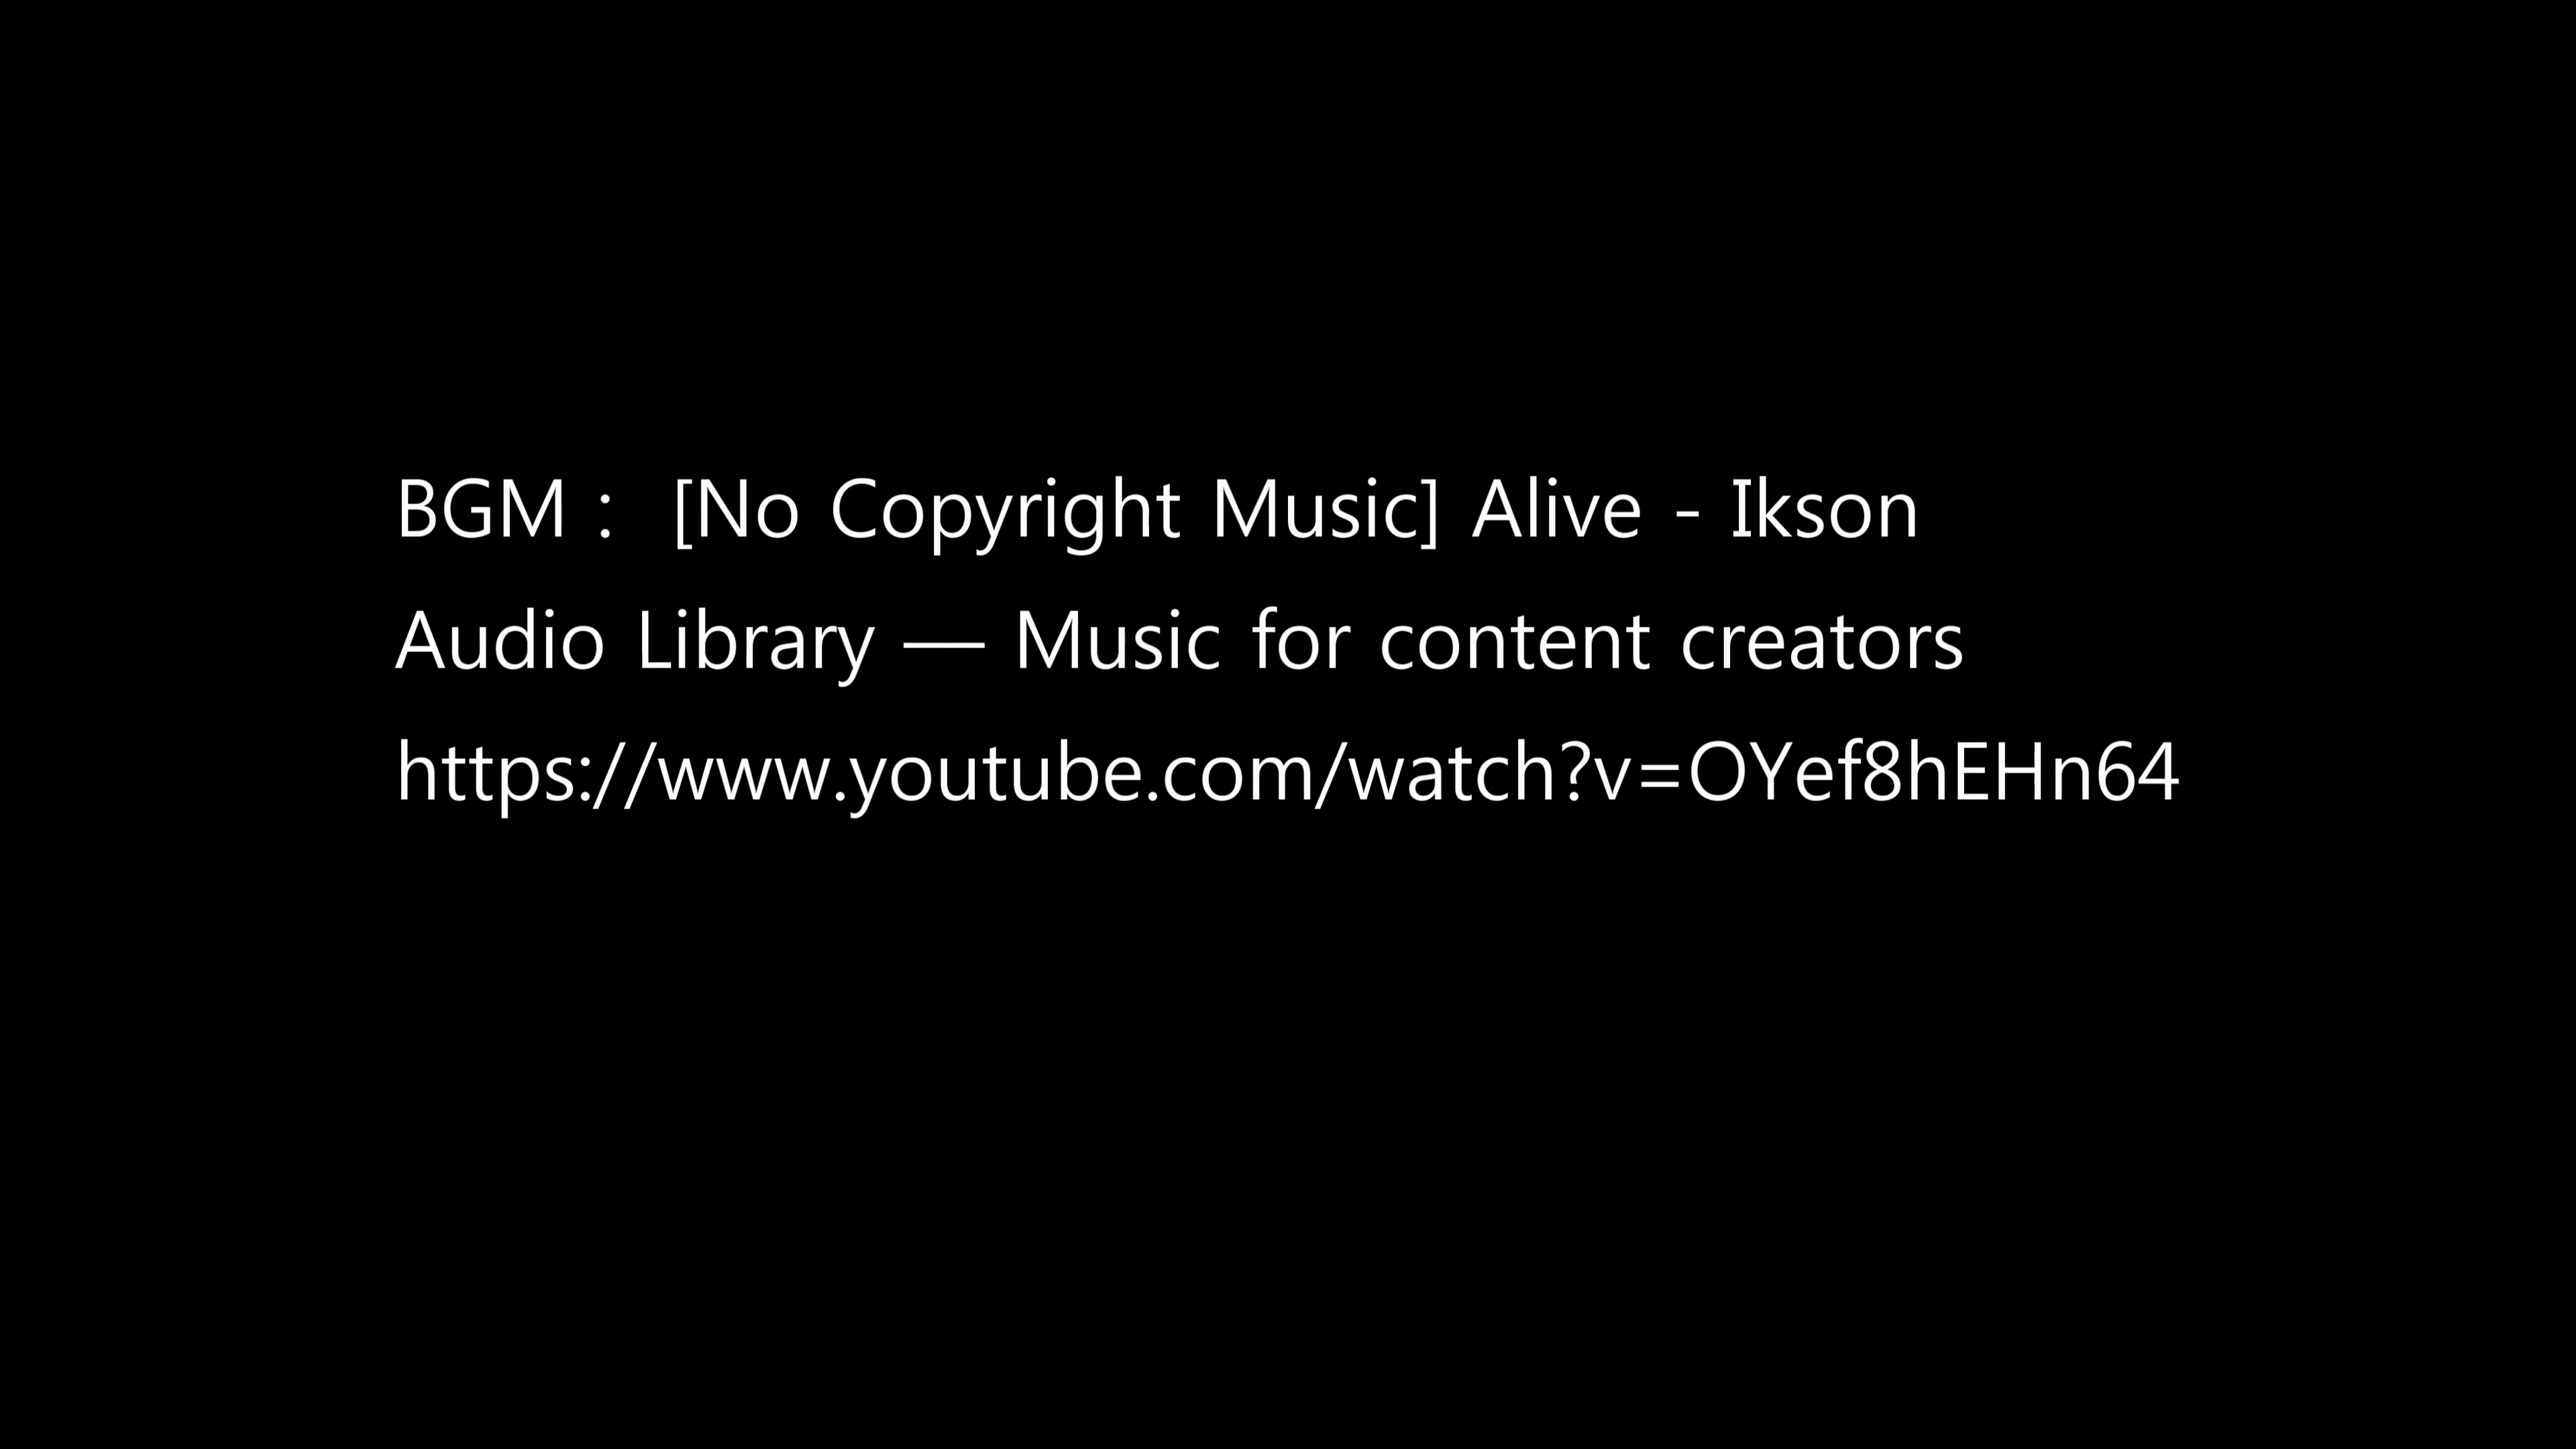 BGM :  [No Copyright Music] Alive - Ikson
Audio Library — Music for content creators
https://www.youtube.com/watch?v=OYef8hEHn64